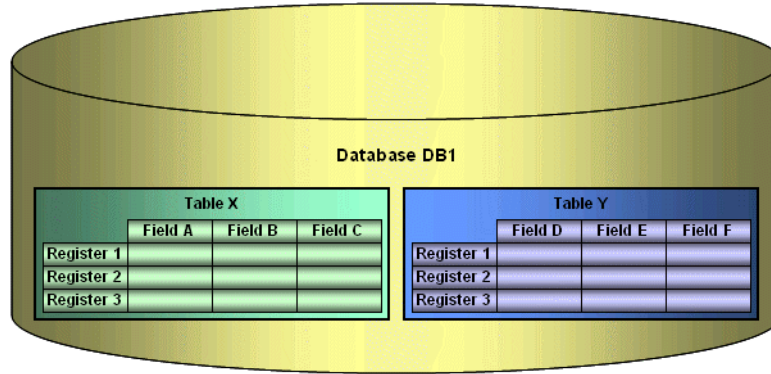 Database DB1
Table X
Field A Field B Field C
Register 1
Register 2
Register 3
Table Y
Field D Field E Field F
Register 1
Register 2
Register 3